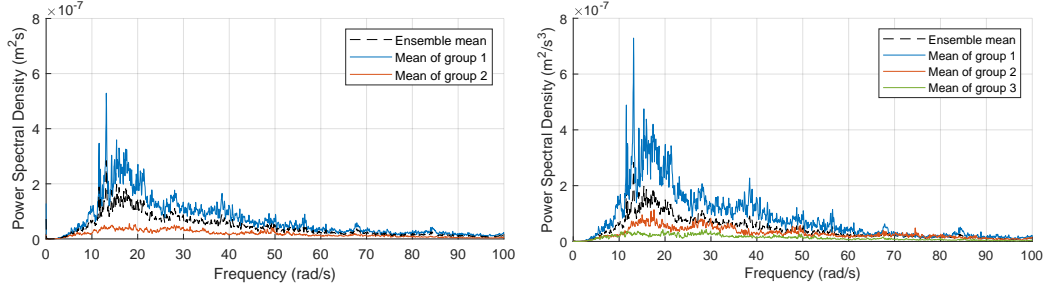 ×10⁻⁷
8
6
4
2
0
Power Spectral Density (m²s)
0 10 20 30 40 50 60 70 80 90 100
Frequency (rad/s)
Ensemble mean
Mean of group 1
Mean of group 2
×10⁻⁷
8
6
4
2
0
Power Spectral Density (m²/s³)
0 10 20 30 40 50 60 70 80 90 100
Frequency (rad/s)
Ensemble mean
Mean of group 1
Mean of group 2
Mean of group 3